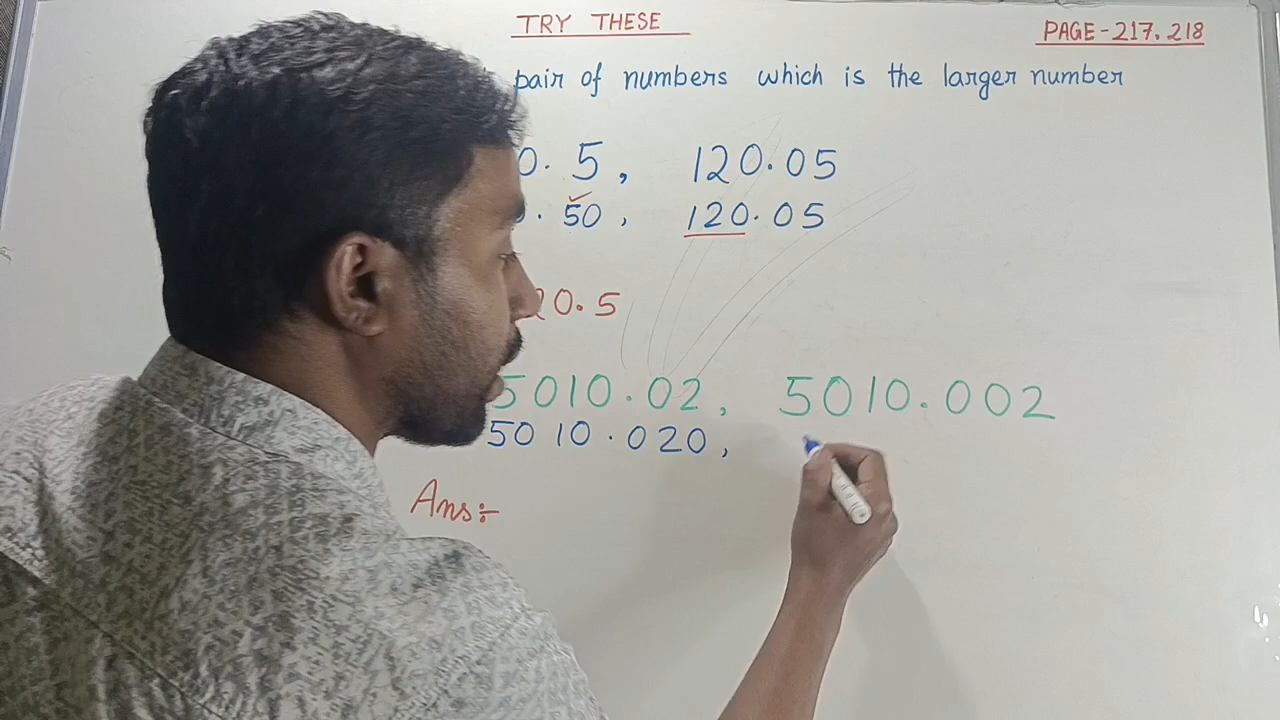 TRY THESE
PAGE-217, 218
pair of numbers which is the larger number
0.5, 120.05
.50, 120.05
20.5
5010.02, 5010.002
5010.020,
Ans:-